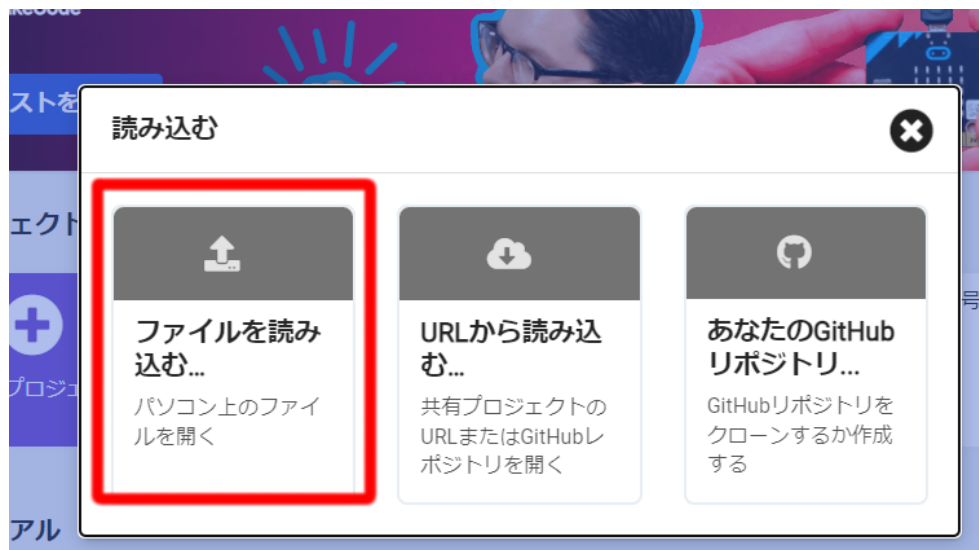 ストを
読み込む
ェクト
ファイルを読み
込む...
パソコン上のファイ
ルを開く
URLから読み込
む...
共有プロジェクトの
URLまたはGitHubレ
ポジトリを開く
あなたのGitHub
リポジトリ...
GitHubリポジトリを
クローンするか作成
する
号
プロジェ
アル